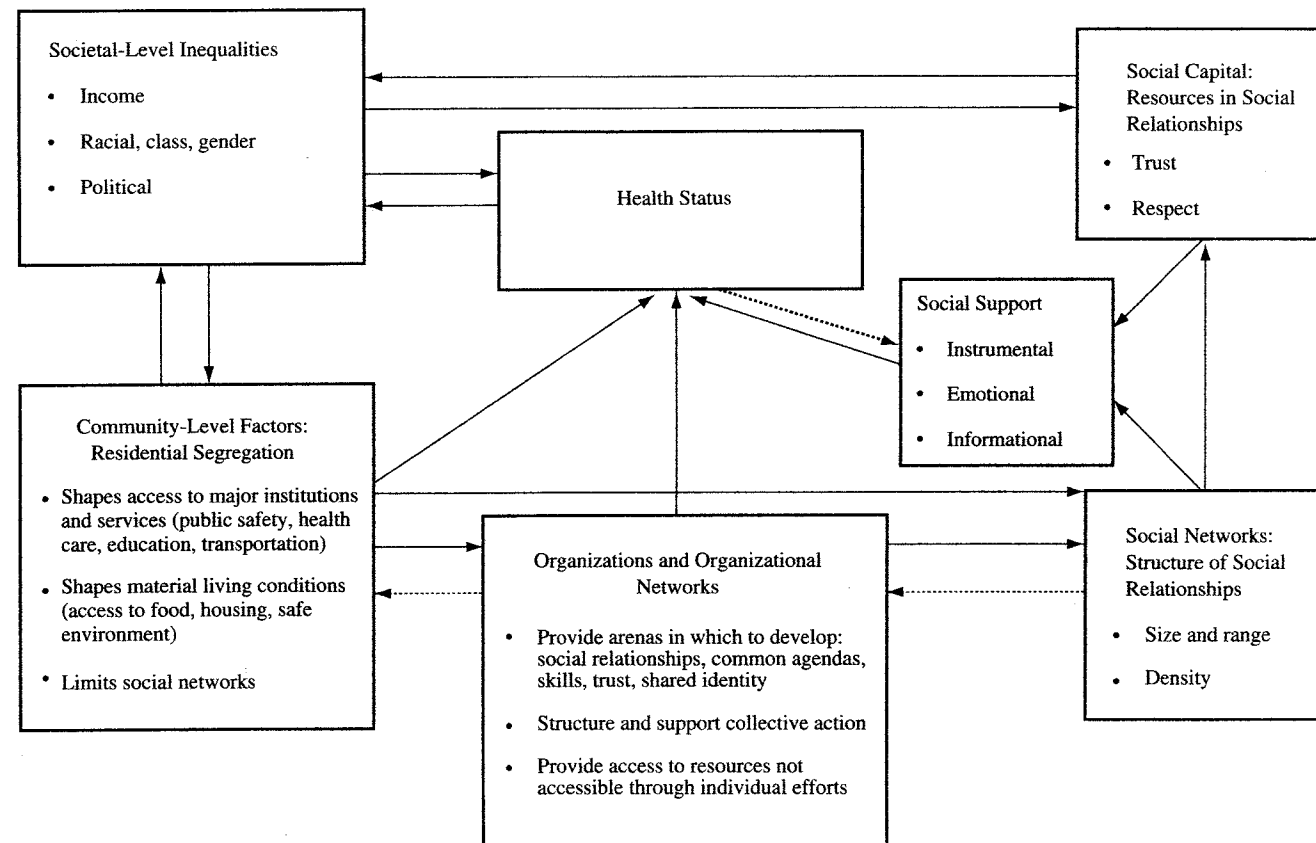 Societal-Level Inequalities
• Income
• Racial, class, gender
• Political
Social Capital:
Resources in Social
Relationships
• Trust
• Respect
Health Status
Social Support
• Instrumental
• Emotional
• Informational
Community-Level Factors:
Residential Segregation
• Shapes access to major institutions
and services (public safety, health
care, education, transportation)
• Shapes material living conditions
(access to food, housing, safe
environment)
• Limits social networks
Organizations and Organizational
Networks
• Provide arenas in which to develop:
social relationships, common agendas,
skills, trust, shared identity
• Structure and support collective action
• Provide access to resources not
accessible through individual efforts
Social Networks:
Structure of Social
Relationships
• Size and range
• Density